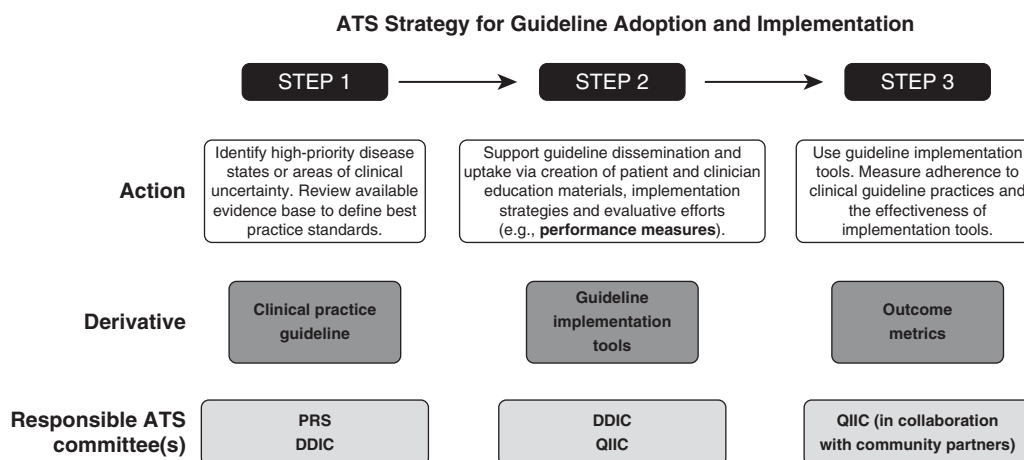 ATS Strategy for Guideline Adoption and Implementation
STEP 1
STEP 2
STEP 3
Action
Identify high-priority disease
states or areas of clinical
uncertainty. Review available
evidence base to define best
practice standards.
Support guideline dissemination and
uptake via creation of patient and clinician
education materials, implementation
strategies and evaluative efforts
(e.g., performance measures).
Use guideline implementation
tools. Measure adherence to
clinical guideline practices and
the effectiveness of
implementation tools.
Derivative
Clinical practice
guideline
Guideline
implementation
tools
Outcome
metrics
Responsible ATS
committee(s)
PRS
DDIC
DDIC
QIIC
QIIC (in collaboration
with community partners)